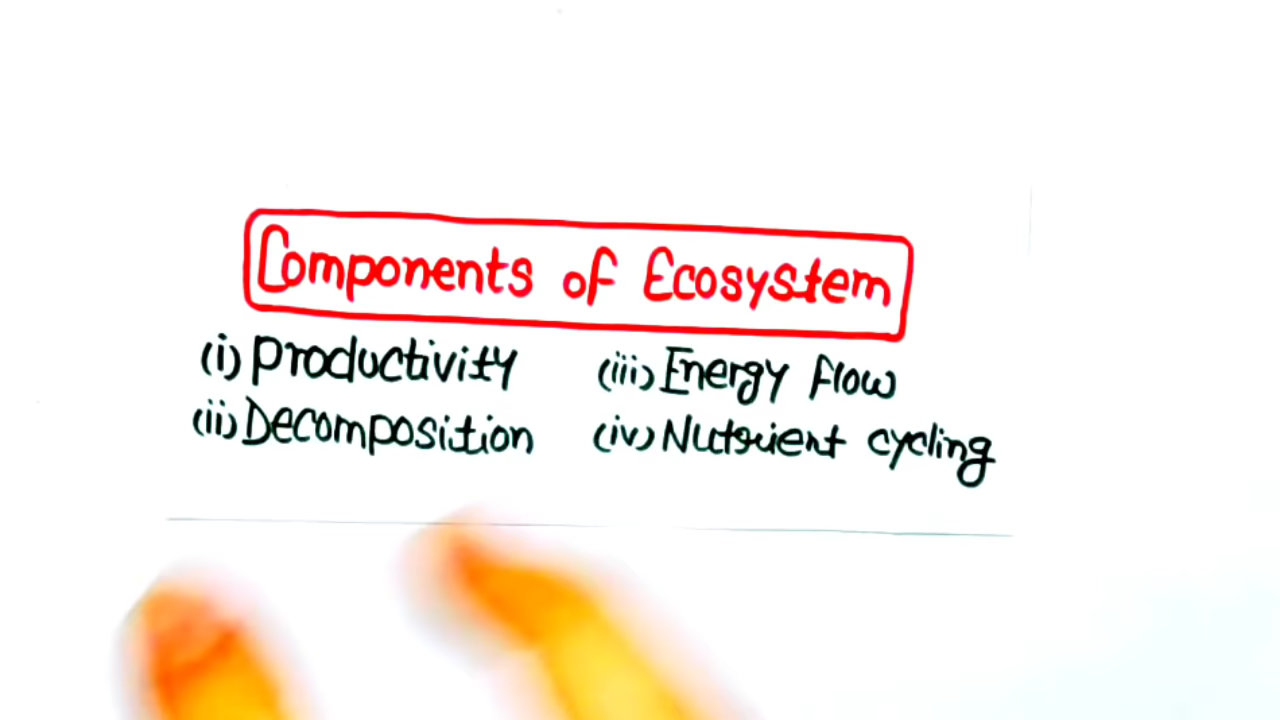 Components of Ecosystem
(i) Productivity (iii) Energy flow
(ii) Decomposition (iv) Nutrient cycling